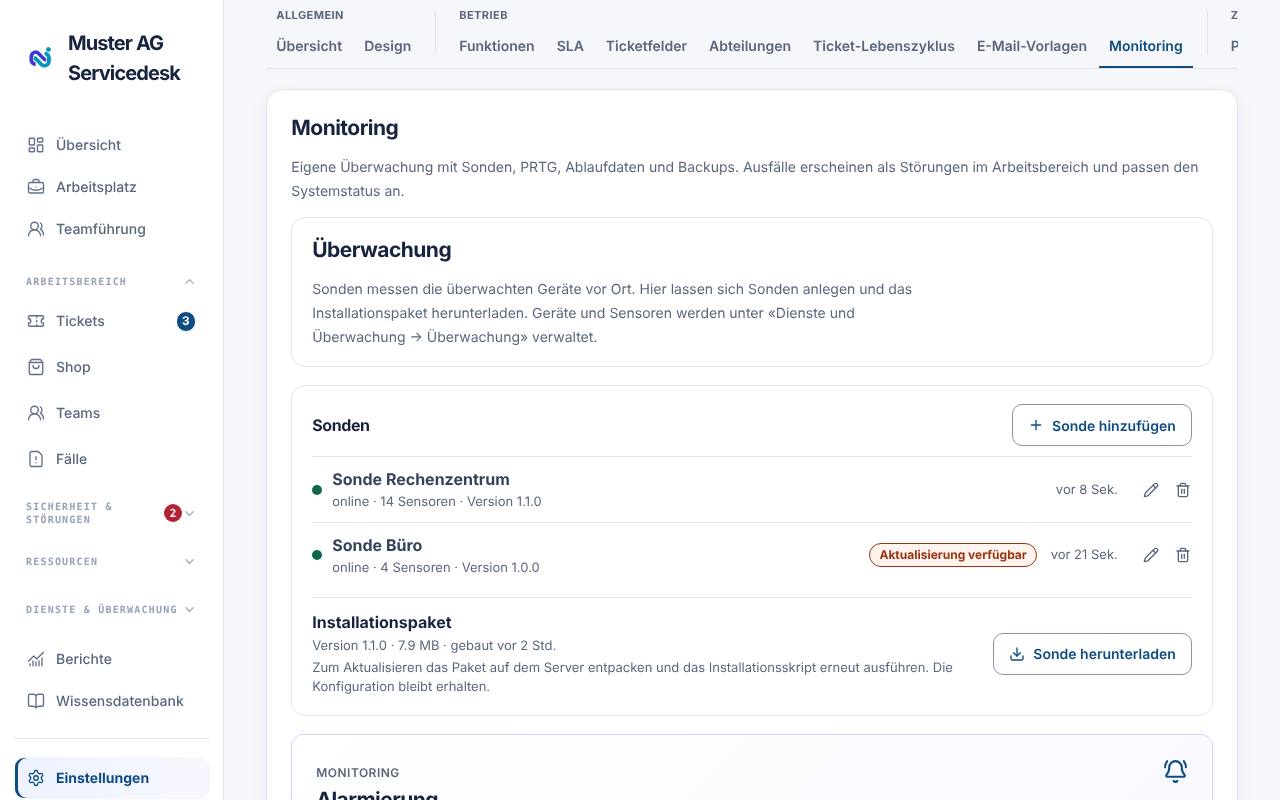 Muster AG
Servicedesk
Übersicht
Arbeitsplatz
Teamführung
ARBEITSBEREICH
Tickets 3
Shop
Teams
Fälle
SICHERHEIT &
STÖRUNGEN 2
RESSOURCEN
DIENSTE & ÜBERWACHUNG
Berichte
Wissensdatenbank
Einstellungen
ALLGEMEIN BETRIEB Z
Übersicht Design Funktionen SLA Ticketfelder Abteilungen Ticket-Lebenszyklus E-Mail-Vorlagen Monitoring
Monitoring
Eigene Überwachung mit Sonden, PRTG, Ablaufdaten und Backups. Ausfälle erscheinen als Störungen im Arbeitsbereich und passen den
Systemstatus an.
Überwachung
Sonden messen die überwachten Geräte vor Ort. Hier lassen sich Sonden anlegen und das
Installationspaket herunterladen. Geräte und Sensoren werden unter «Dienste und
Überwachung → Überwachung» verwaltet.
Sonden + Sonde hinzufügen
Sonde Rechenzentrum
online · 14 Sensoren · Version 1.1.0 vor 8 Sek.
Sonde Büro
online · 4 Sensoren · Version 1.0.0 Aktualisierung verfügbar vor 21 Sek.
Installationspaket
Version 1.1.0 · 7.9 MB · gebaut vor 2 Std.
Zum Aktualisieren das Paket auf dem Server entpacken und das Installationsskript erneut ausführen. Die
Konfiguration bleibt erhalten.
Sonde herunterladen
MONITORING
Alarmierung